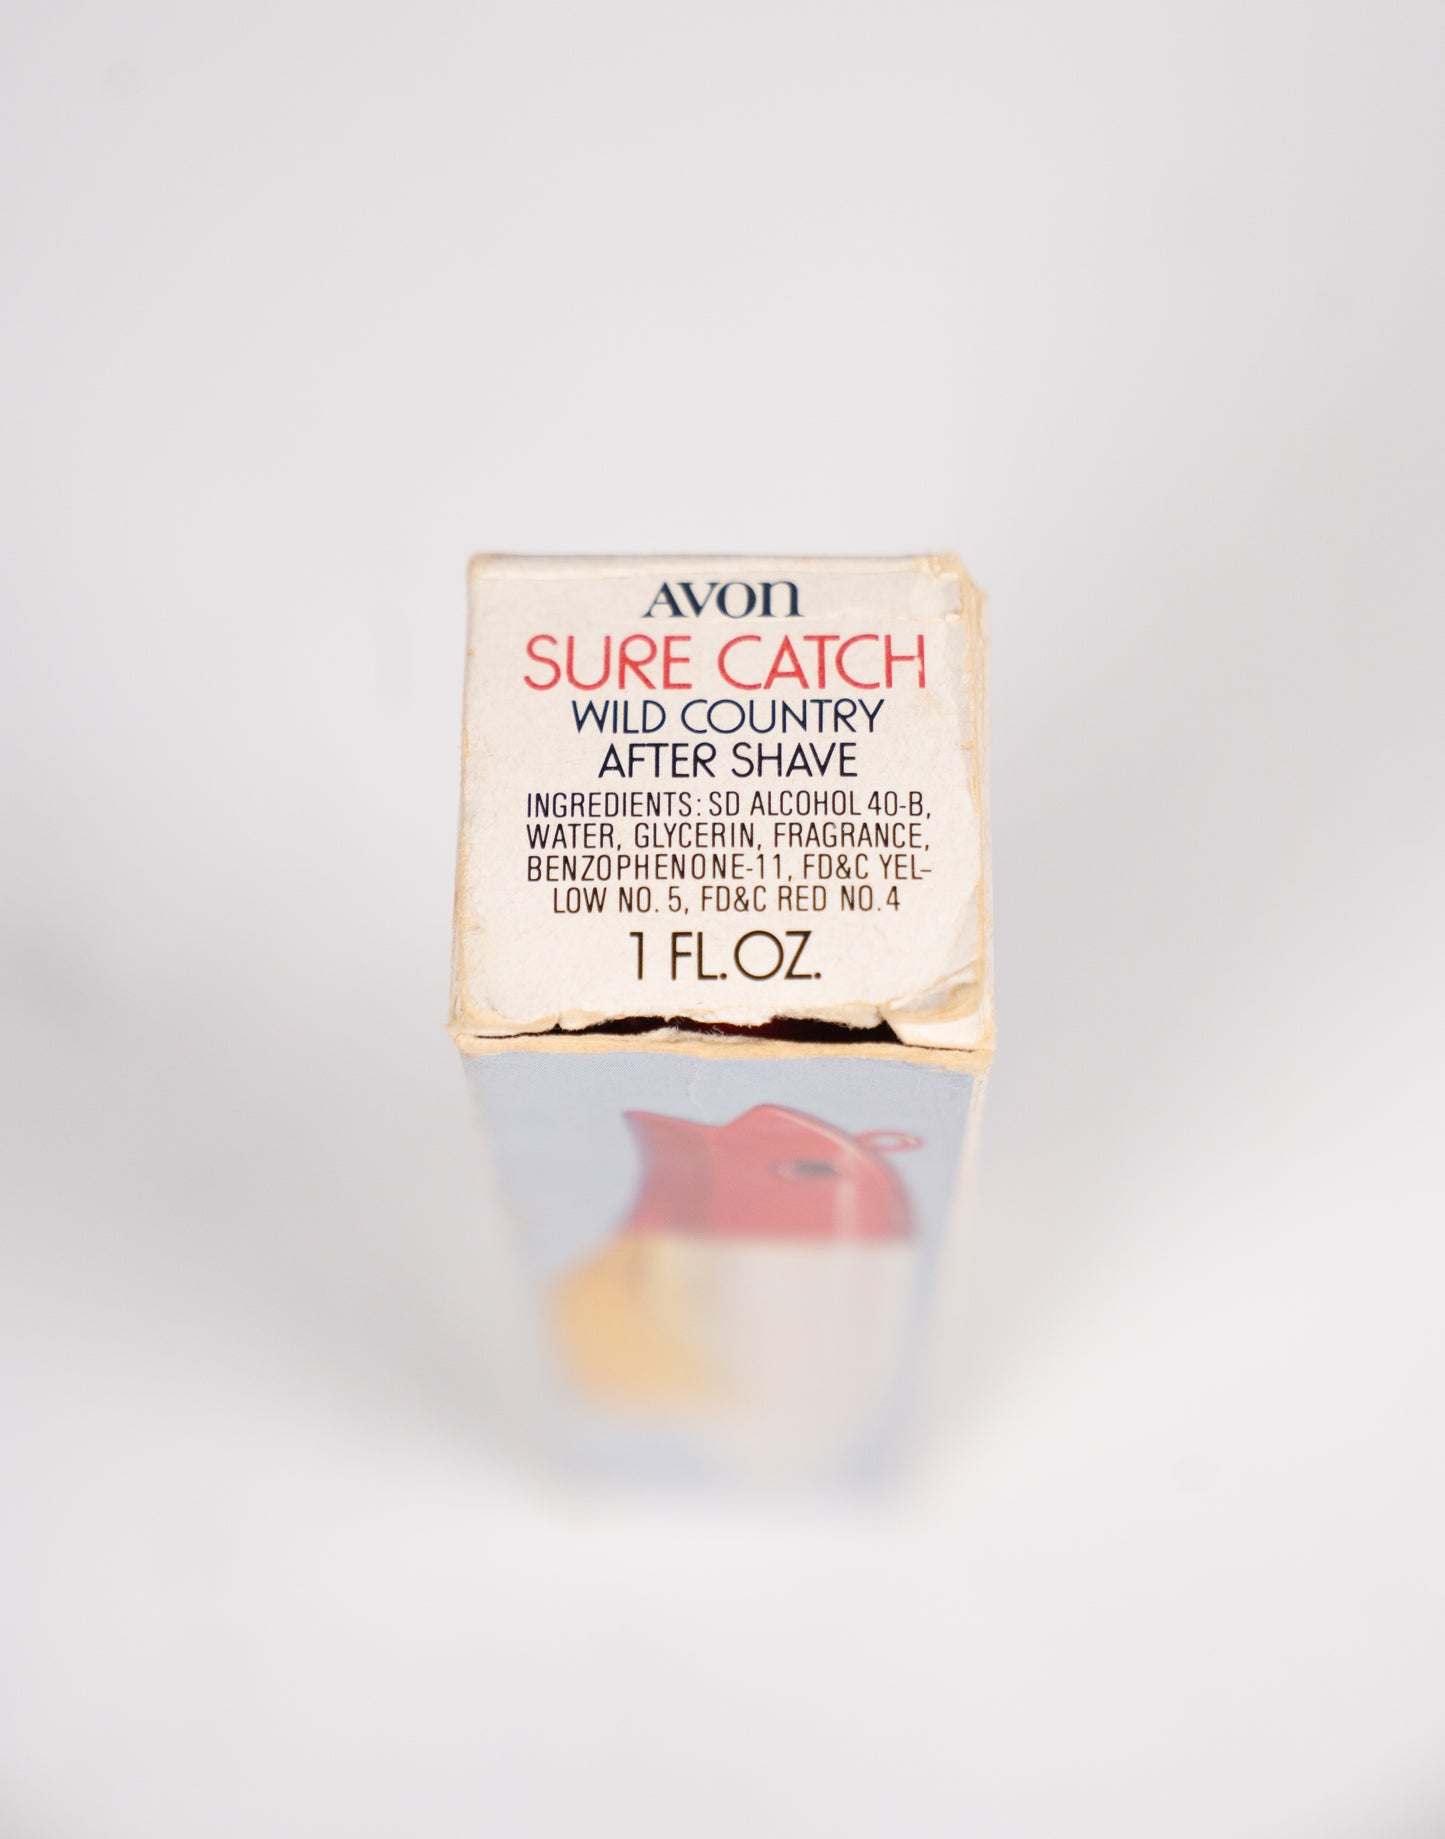 AVON
SURE CATCH
WILD COUNTRY
AFTER SHAVE
INGREDIENTS: SD ALCOHOL 40-B,
WATER, GLYCERIN, FRAGRANCE,
BENZOPHENONE-11, FD&C YEL-
LOW NO. 5, FD&C RED NO. 4
1 FL. OZ.